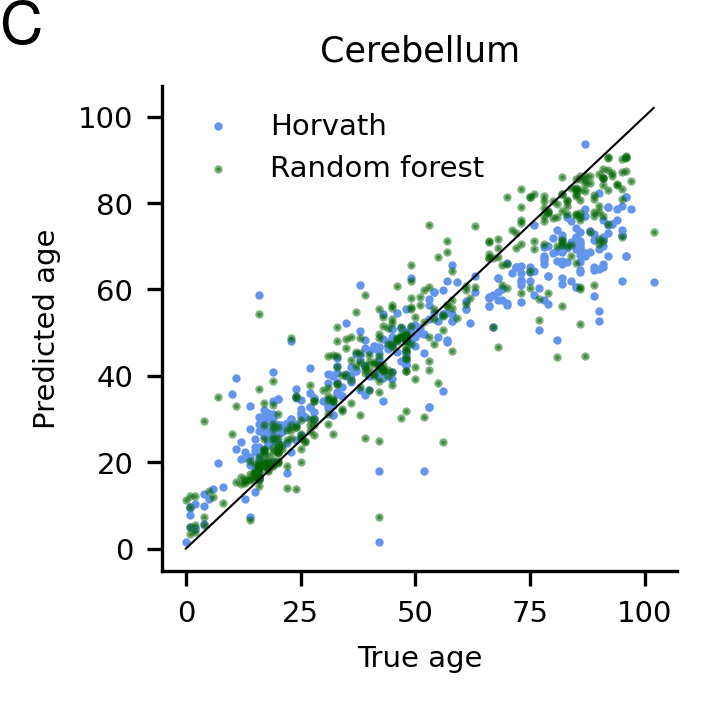 C
Cerebellum
Horvath
Random forest
Predicted age
100
80
60
40
20
0
0 25 50 75 100
True age